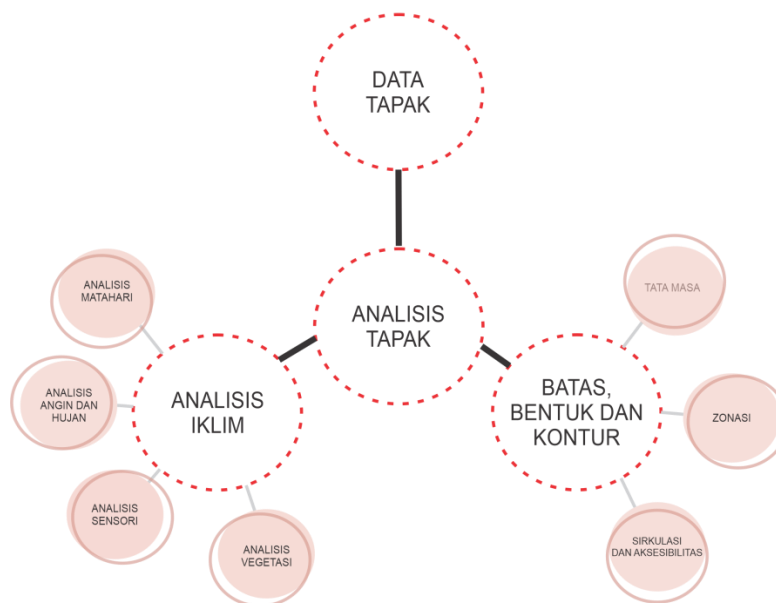 DATA
TAPAK
ANALISIS
TAPAK
ANALISIS
IKLIM
BATAS,
BENTUK DAN
KONTUR
ANALISIS
MATAHARI
ANALISIS
ANGIN DAN
HUJAN
ANALISIS
SENSORI
ANALISIS
VEGETASI
TATA MASA
ZONASI
SIRKULASI
DAN AKSESIBILITAS